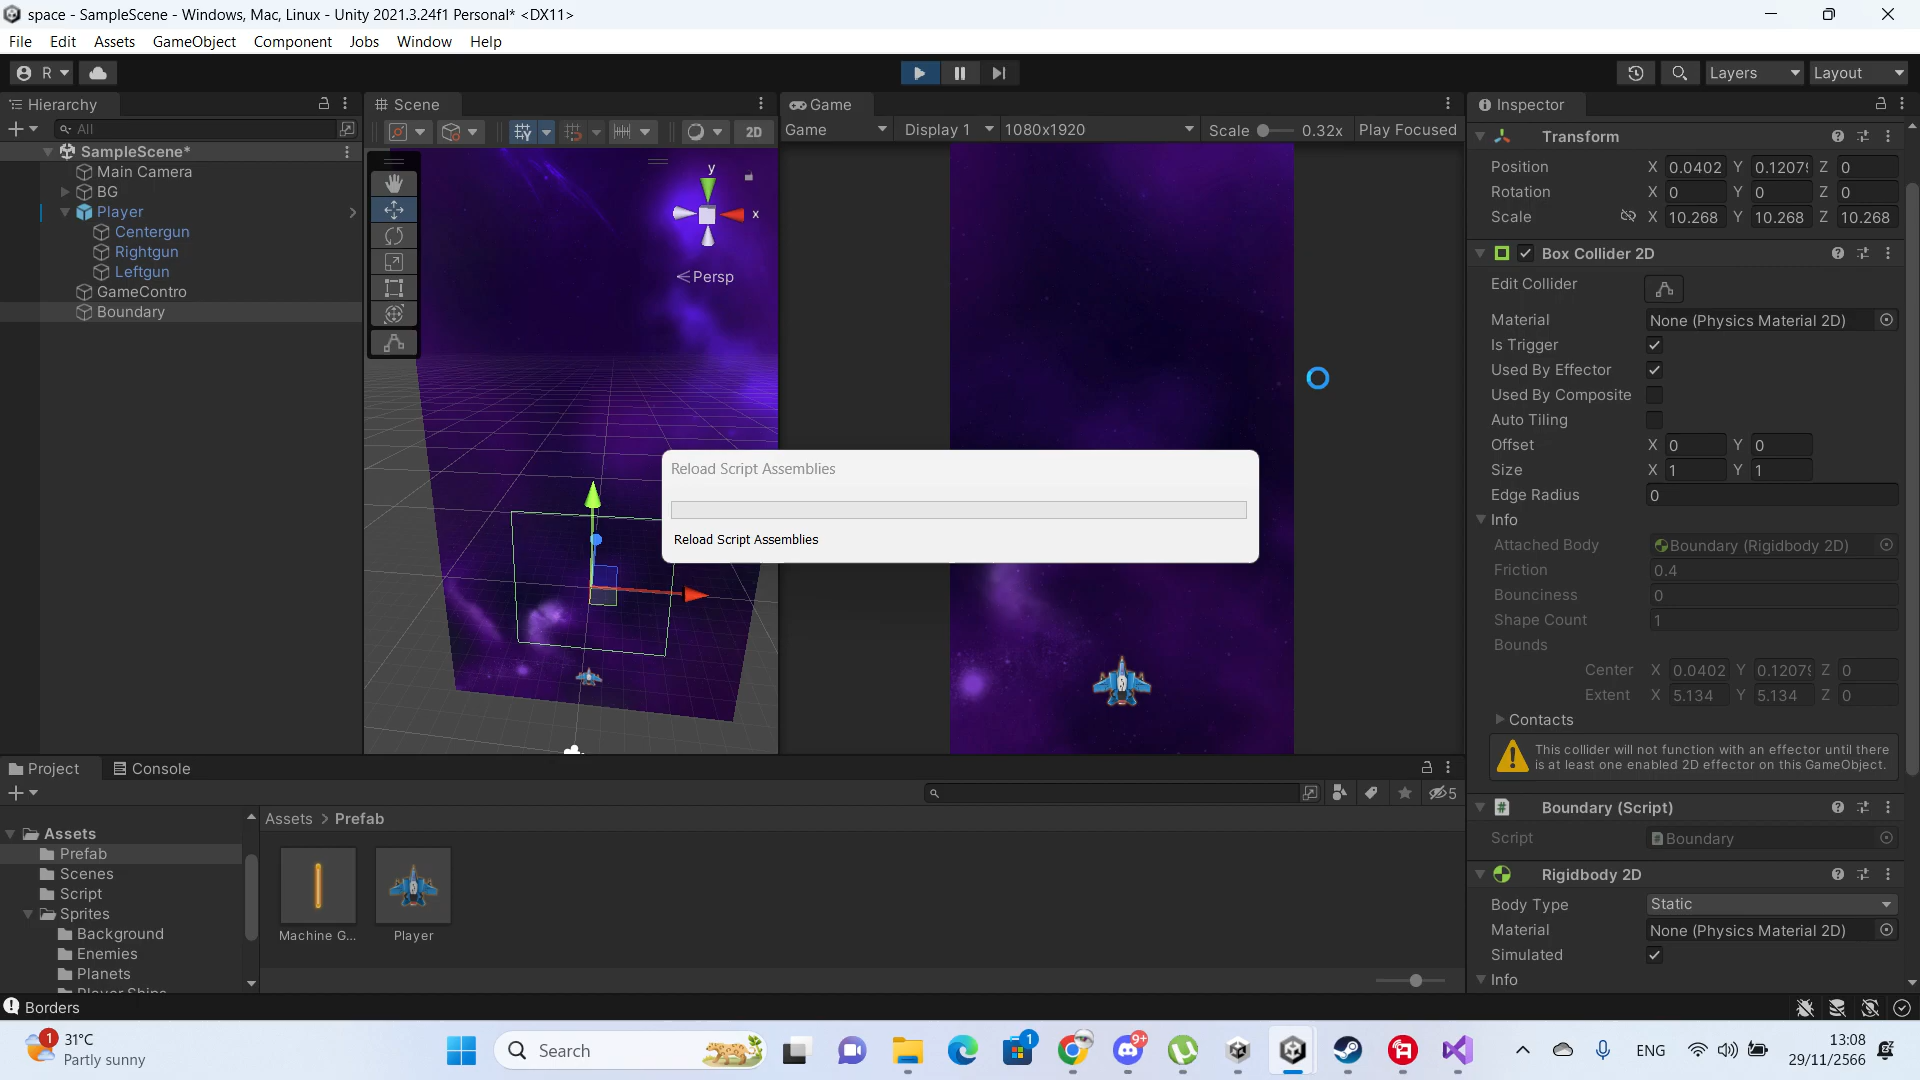 space - SampleScene - Windows, Mac, Linux - Unity 2021.3.24f1 Personal* <DX11>
File Edit Assets GameObject Component Jobs Window Help
R Layers Layout
Hierarchy
All
SampleScene*
Main Camera
BG
Player
Centergun
Rightgun
Leftgun
GameContro
Boundary
Scene
2D
y
x
Persp
Game
Game Display 1 1080x1920 Scale 0.32x Play Focused
Reload Script Assemblies
Reload Script Assemblies
Inspector
Transform
Position X 0.0402 Y 0.1207 Z 0
Rotation X 0 Y 0 Z 0
Scale X 10.268 Y 10.268 Z 10.268
Box Collider 2D
Edit Collider
Material None (Physics Material 2D)
Is Trigger
Used By Effector
Used By Composite
Auto Tiling
Offset X 0 Y 0
Size X 1 Y 1
Edge Radius 0
Info
Attached Body Boundary (Rigidbody 2D)
Friction 0.4
Bounciness 0
Shape Count 1
Bounds
Center X 0.0402 Y 0.1207 Z 0
Extent X 5.134 Y 5.134 Z 0
Contacts
This collider will not function with an effector until there
is at least one enabled 2D effector on this GameObject.
Boundary (Script)
Script Boundary
Rigidbody 2D
Body Type Static
Material None (Physics Material 2D)
Simulated
Info
Project Console
5
Assets
Prefab
Scenes
Script
Sprites
Background
Enemies
Planets
Player Ships
Assets > Prefab
Machine G...
Player
Borders
1
31°C
Partly sunny
Search
1
9+
ENG
13:08
29/11/2566